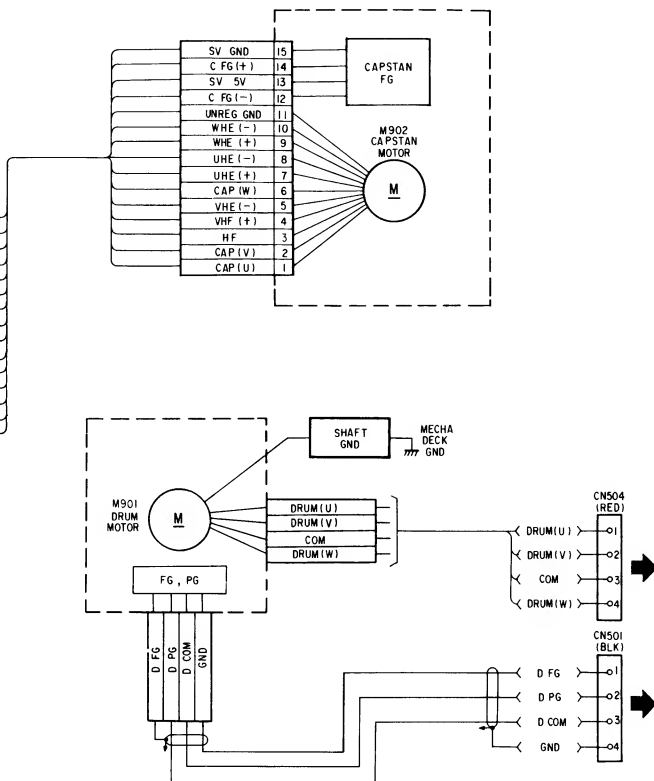 SV GND 15
C FG(+) 14
SV 5V 13
C FG(-) 12
UNREG GND 11
WHE (-) 10
WHE (+) 9
UHE (-) 8
UHE (+) 7
CAP (W) 6
VHE (-) 5
VHF (+) 4
HF 3
CAP (V) 2
CAP (U) 1
CAPSTAN
FG
M902
CAPSTAN
MOTOR
M
SHAFT
GND
MECHA
DECK
GND
M901
DRUM
MOTOR
M
DRUM(U)
DRUM(V)
COM
DRUM(W)
FG , PG
D FG
D PG
D COM
GND
CN504
(RED)
DRUM(U) 1
DRUM(V) 2
COM 3
DRUM(W) 4
CN501
(BLK)
D FG 1
D PG 2
D COM 3
GND 4